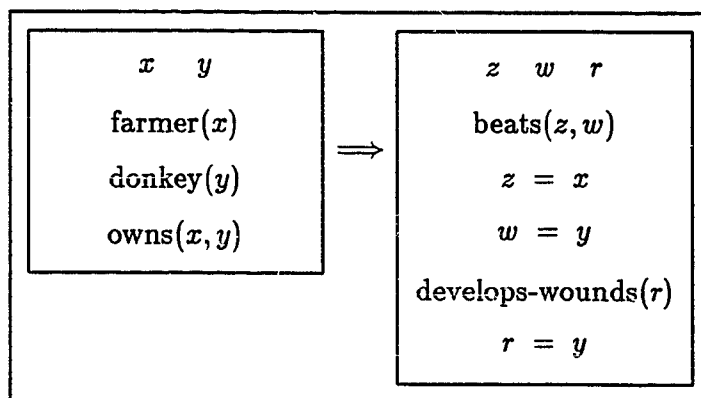 x y
farmer(x)
donkey(y)
owns(x, y)
⟹
z w r
beats(z, w)
z = x
w = y
develops-wounds(r)
r = y